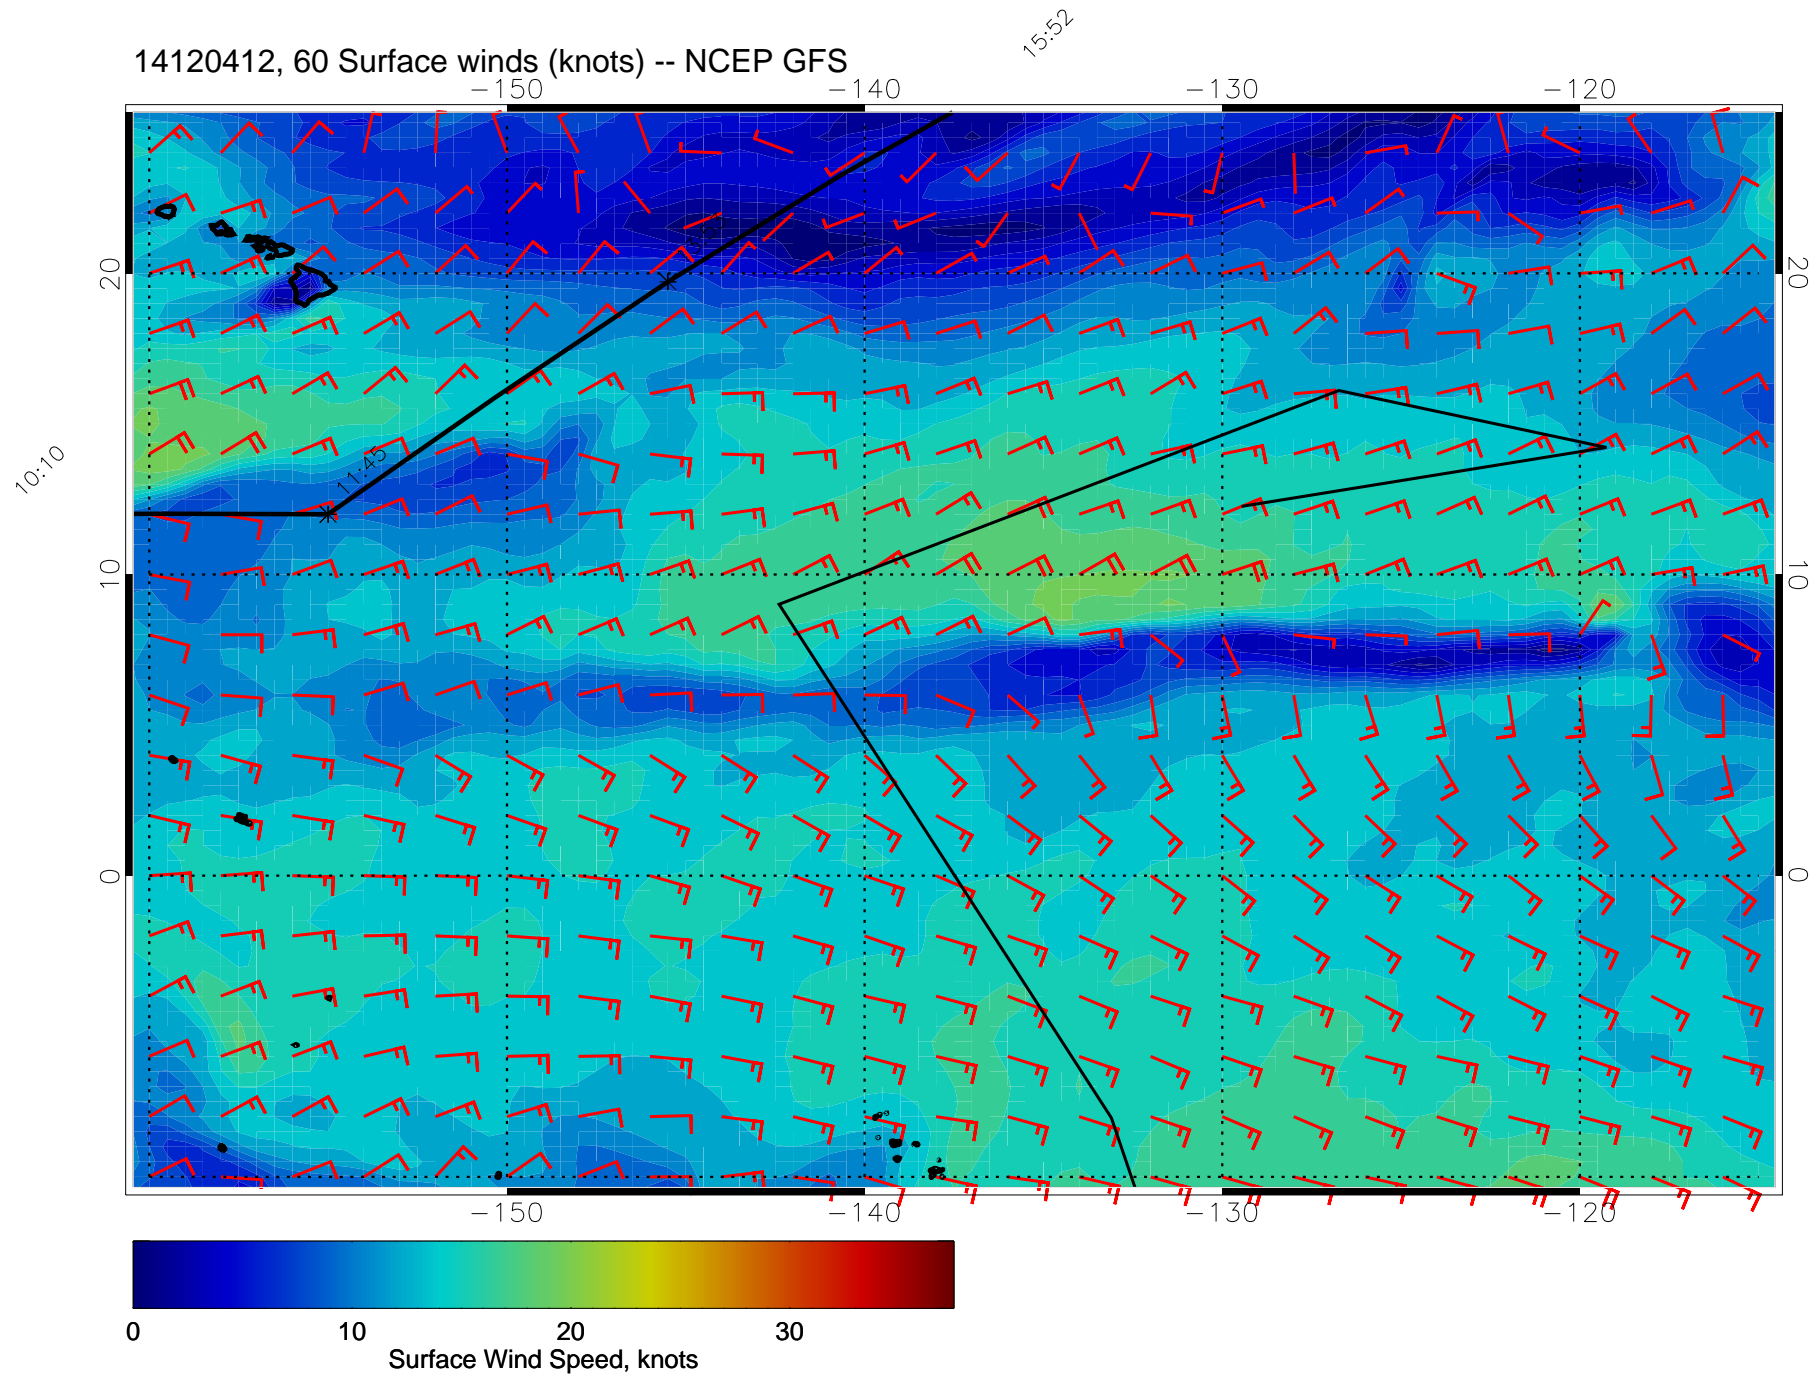 15:52
14120412, 60 Surface winds (knots) -- NCEP GFS
-150 -140 -130 -120
20 20
11:45
10:10
10 10
0 0
-150 -140 -130 -120
0 10 20 30
Surface Wind Speed, knots